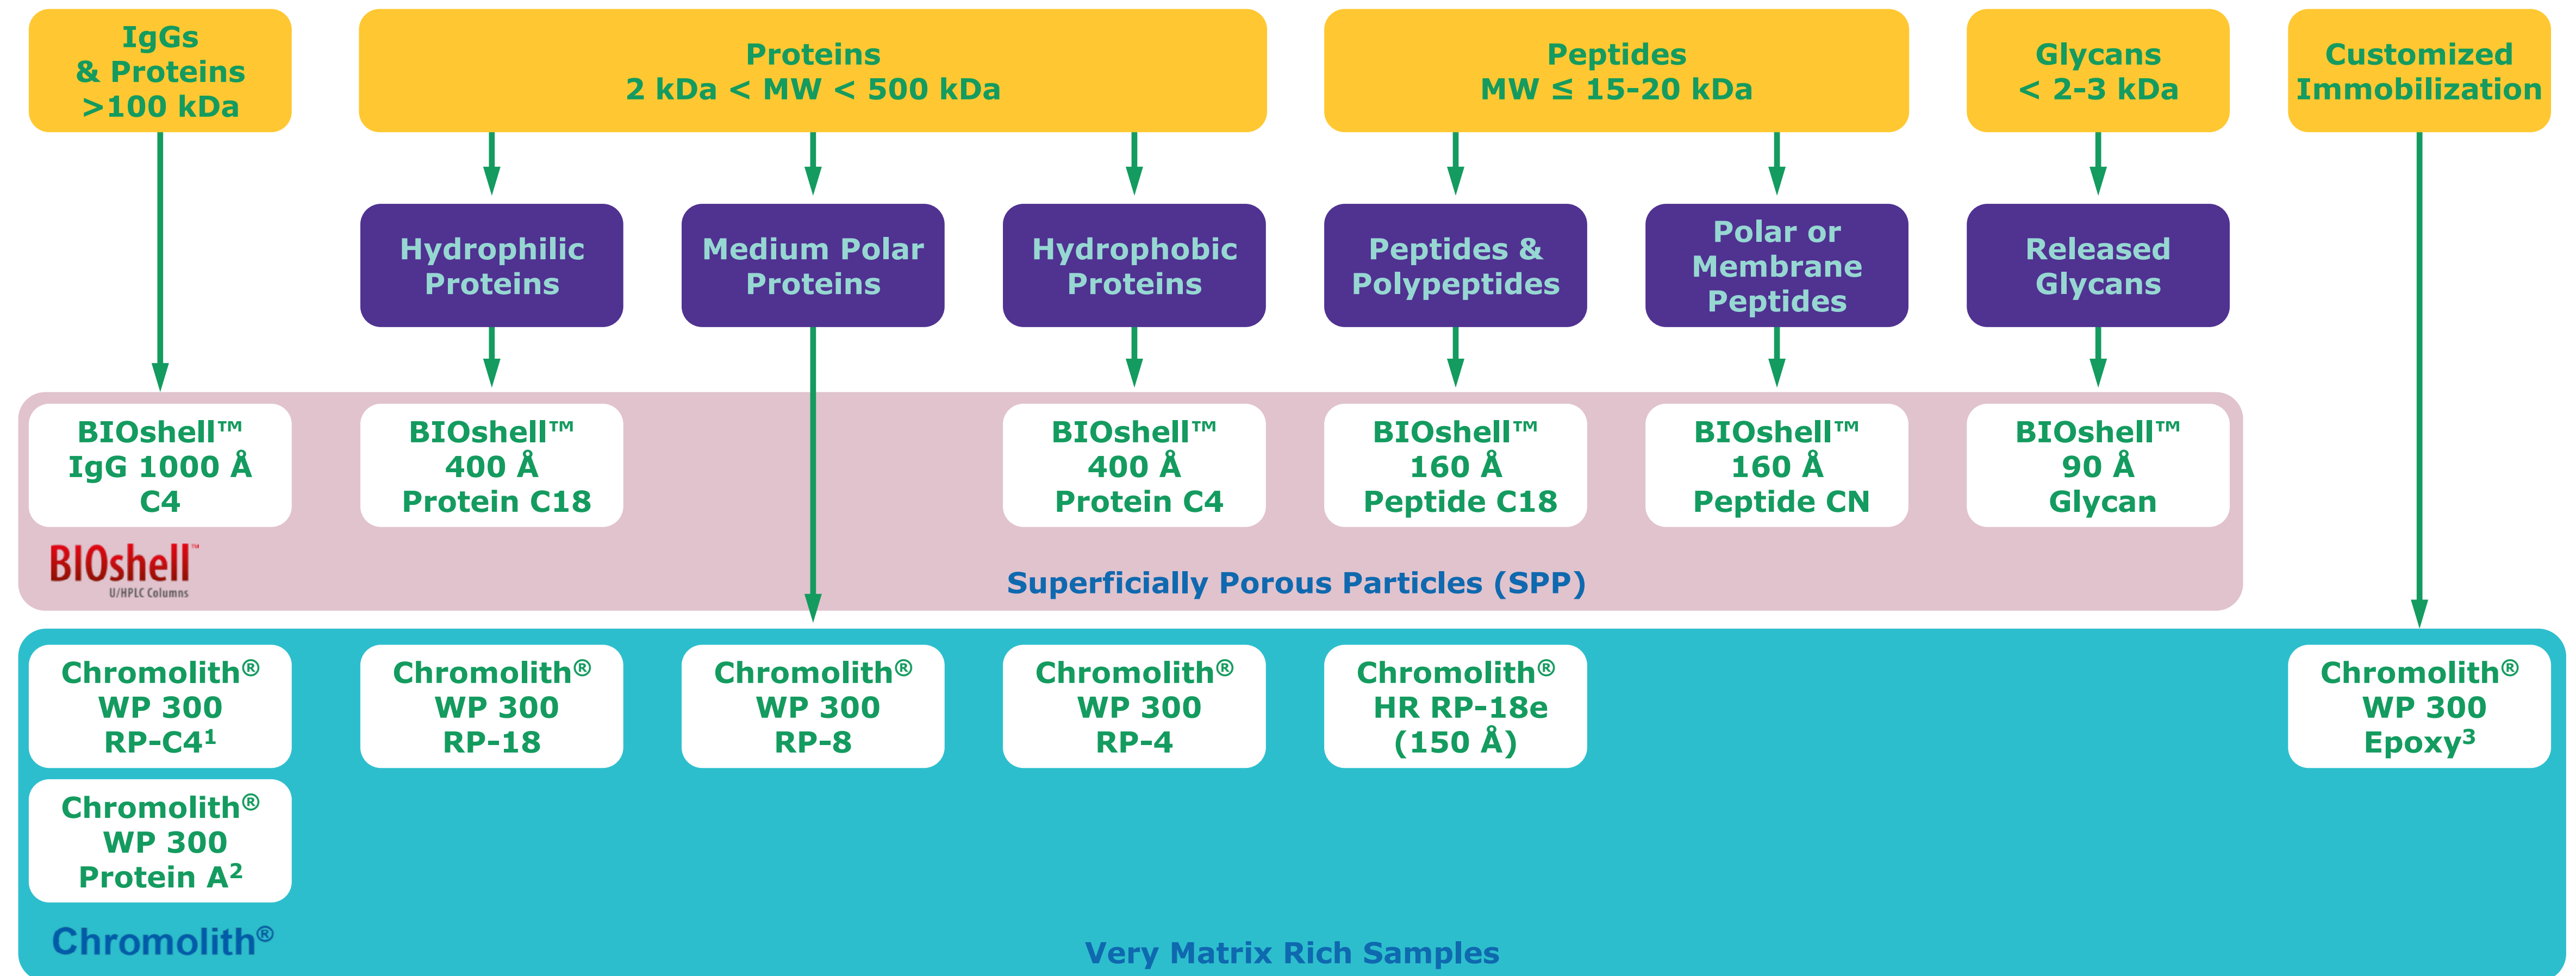 IgGs
& Proteins
>100 kDa
Proteins
2 kDa < MW < 500 kDa
Peptides
MW ≤ 15-20 kDa
Glycans
< 2-3 kDa
Customized
Immobilization
Hydrophilic
Proteins
Medium Polar
Proteins
Hydrophobic
Proteins
Peptides &
Polypeptides
Polar or
Membrane
Peptides
Released
Glycans
BIOshell™
IgG 1000 Å
C4
BIOshell™
400 Å
Protein C18
BIOshell™
400 Å
Protein C4
BIOshell™
160 Å
Peptide C18
BIOshell™
160 Å
Peptide CN
BIOshell™
90 Å
Glycan
BIOshell™
U/HPLC Columns
Superficially Porous Particles (SPP)
Chromolith®
WP 300
RP-C4¹
Chromolith®
WP 300
RP-18
Chromolith®
WP 300
RP-8
Chromolith®
WP 300
RP-4
Chromolith®
HR RP-18e
(150 Å)
Chromolith®
WP 300
Epoxy³
Chromolith®
WP 300
Protein A²
Chromolith®
Very Matrix Rich Samples